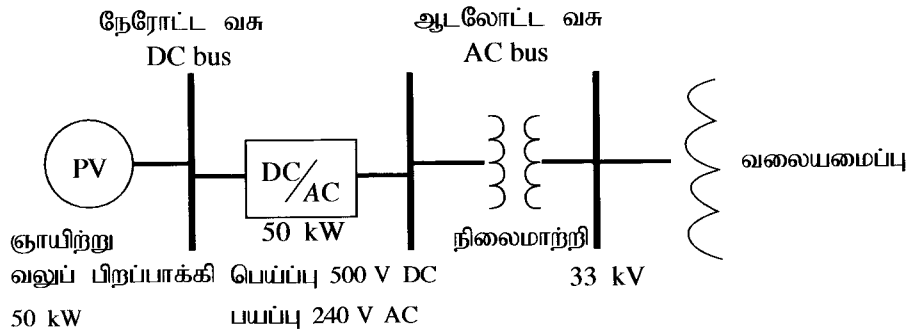 நேரோட்ட வசு
DC bus
ஆடலோட்ட வசு
AC bus
PV
DC/AC
50 kW
வலையமைப்பு
ஞாயிற்று
வலுப் பிறப்பாக்கி
50 kW
பெய்ப்பு 500 V DC
பயப்பு 240 V AC
நிலைமாற்றி
33 kV